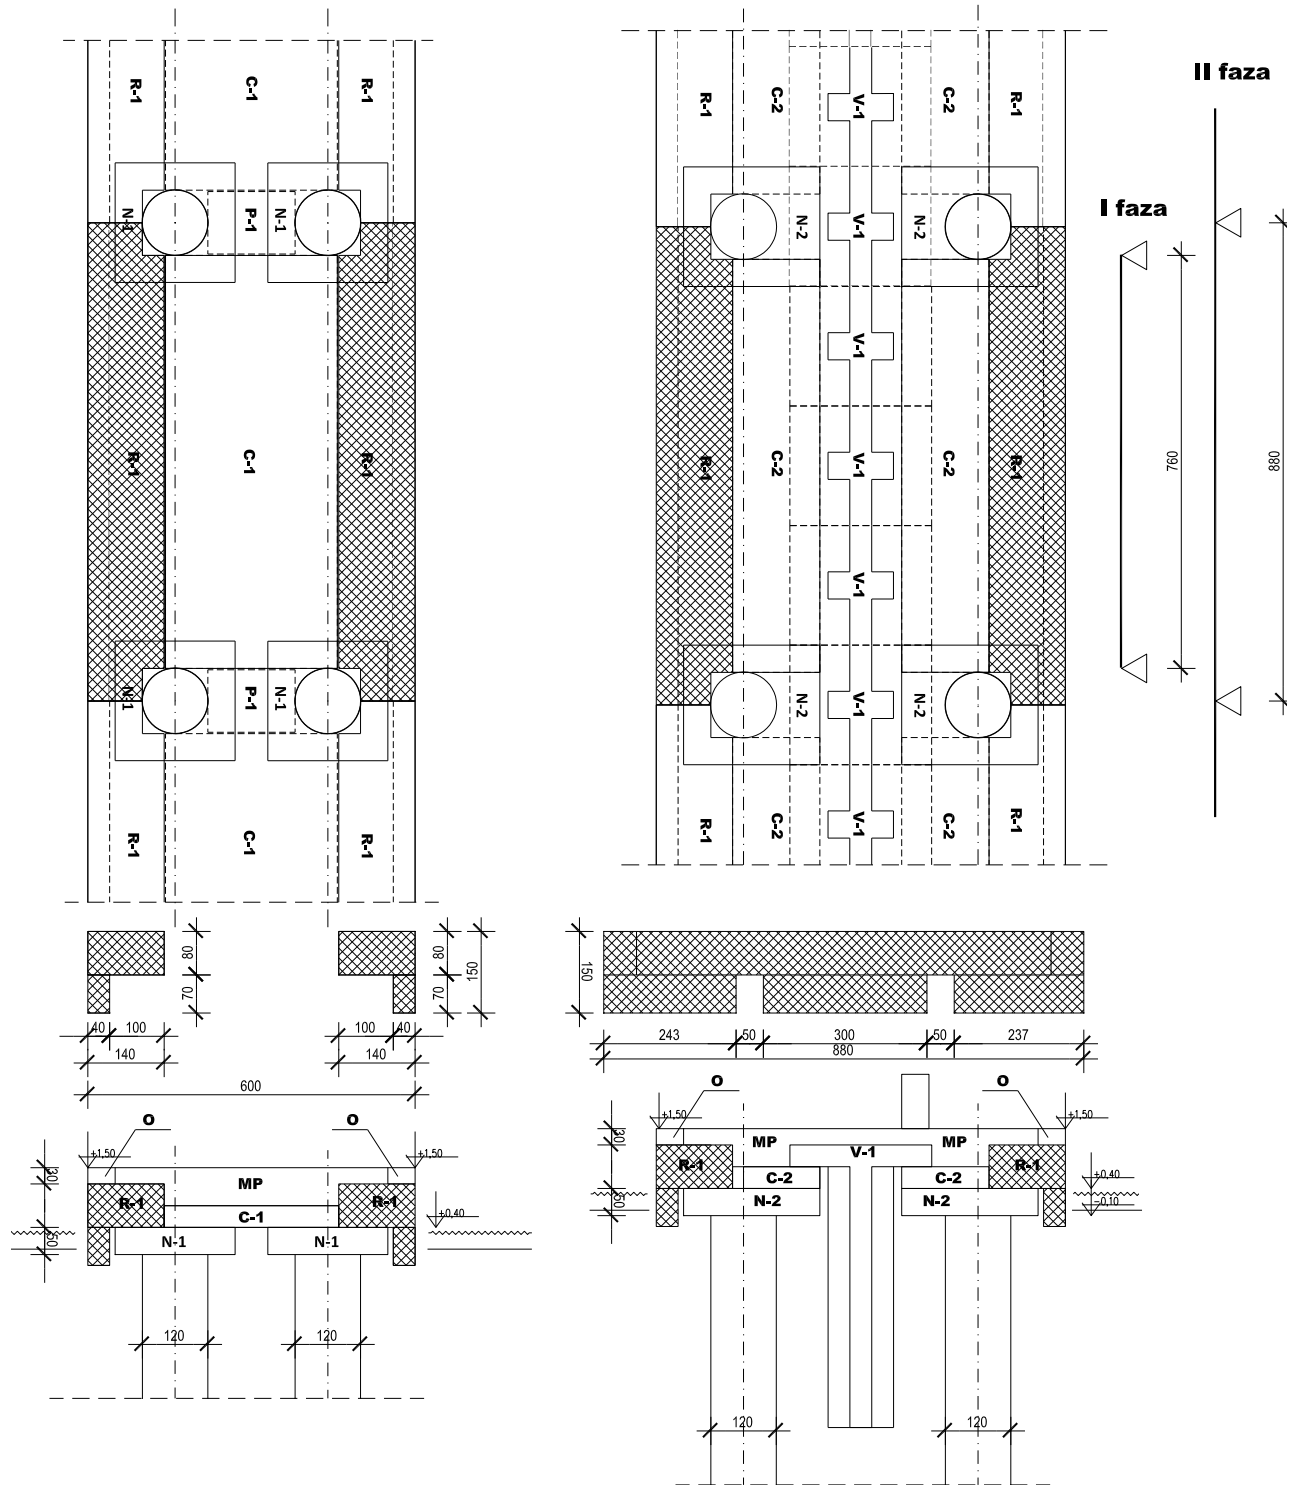 II faza
I faza
R-1
C-1
R-1
R-1
C-2
V-1
C-2
R-1
N-1
P-1
N-1
N-2
V-1
N-2
V-1
R-1
C-1
R-1
R-1
C-2
V-1
C-2
R-1
760
880
V-1
N-1
P-1
N-1
N-2
V-1
N-2
R-1
C-1
R-1
R-1
C-2
V-1
C-2
R-1
80
70
80
70
150
150
40
100
100
40
140
140
600
243
50
300
50
237
880
O
O
+1,50
+1,50
30
50
MP
R-1
R-1
C-1
+0,40
N-1
N-1
120
120
O
O
+1,50
+1,50
30
50
MP
MP
V-1
R-1
R-1
C-2
C-2
+0,40
N-2
N-2
-0,10
120
120